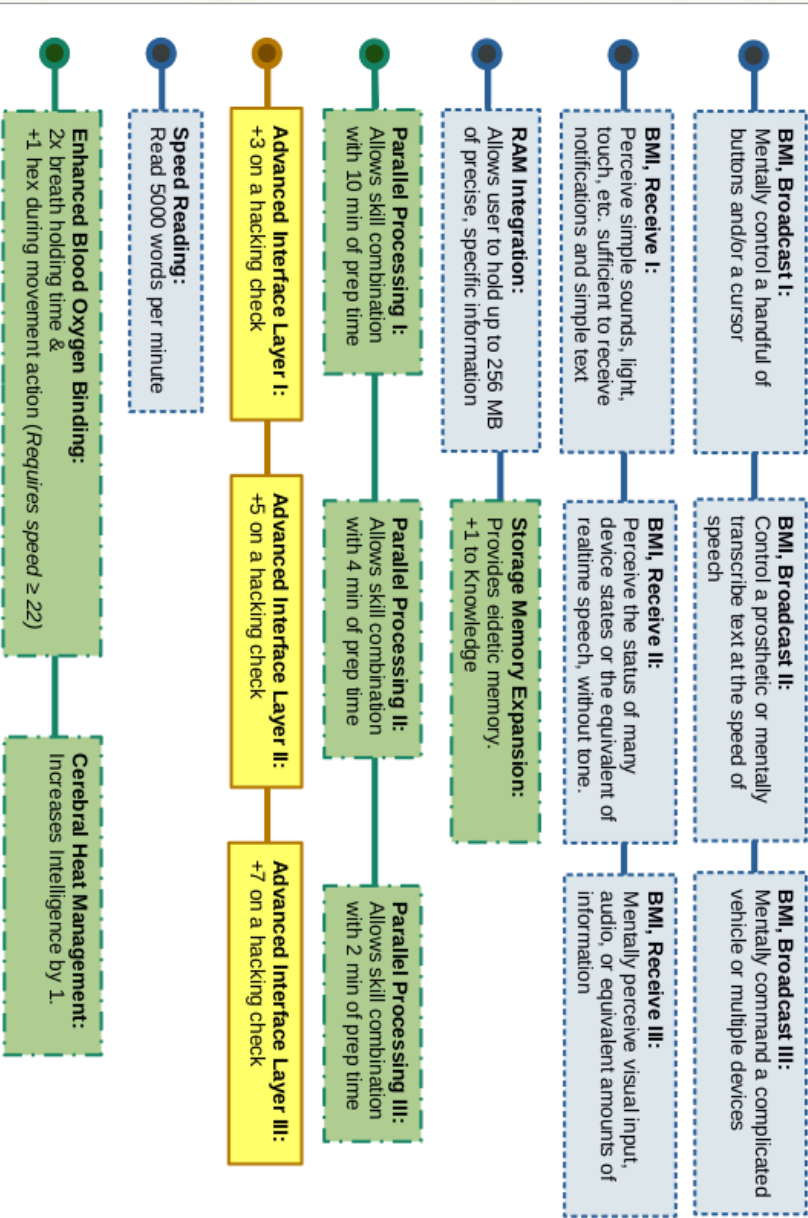 BMI, Broadcast I:
Mentally control a handful of
buttons and/or a cursor
BMI, Broadcast II:
Control a prosthetic or mentally
transcribe text at the speed of
speech
BMI, Broadcast III:
Mentally command a complicated
vehicle or multiple devices
BMI, Receive I:
Perceive simple sounds, light,
touch, etc. sufficient to receive
notifications and simple text
BMI, Receive II:
Perceive the status of many
device states or the equivalent of
realtime speech, without tone.
BMI, Receive III:
Mentally perceive visual input,
audio, or equivalent amounts of
information
RAM Integration:
Allows user to hold up to 256 MB
of precise, specific information
Storage Memory Expansion:
Provides eidetic memory.
+1 to Knowledge
Parallel Processing I:
Allows skill combination
with 10 min of prep time
Parallel Processing II:
Allows skill combination
with 4 min of prep time
Parallel Processing III:
Allows skill combination
with 2 min of prep time
Advanced Interface Layer I:
+3 on a hacking check
Advanced Interface Layer II:
+5 on a hacking check
Advanced Interface Layer III:
+7 on a hacking check
Speed Reading:
Read 5000 words per minute
Enhanced Blood Oxygen Binding:
2x breath holding time &
+1 hex during movement action (Requires speed ≥ 22)
Cerebral Heat Management:
Increases Intelligence by 1.